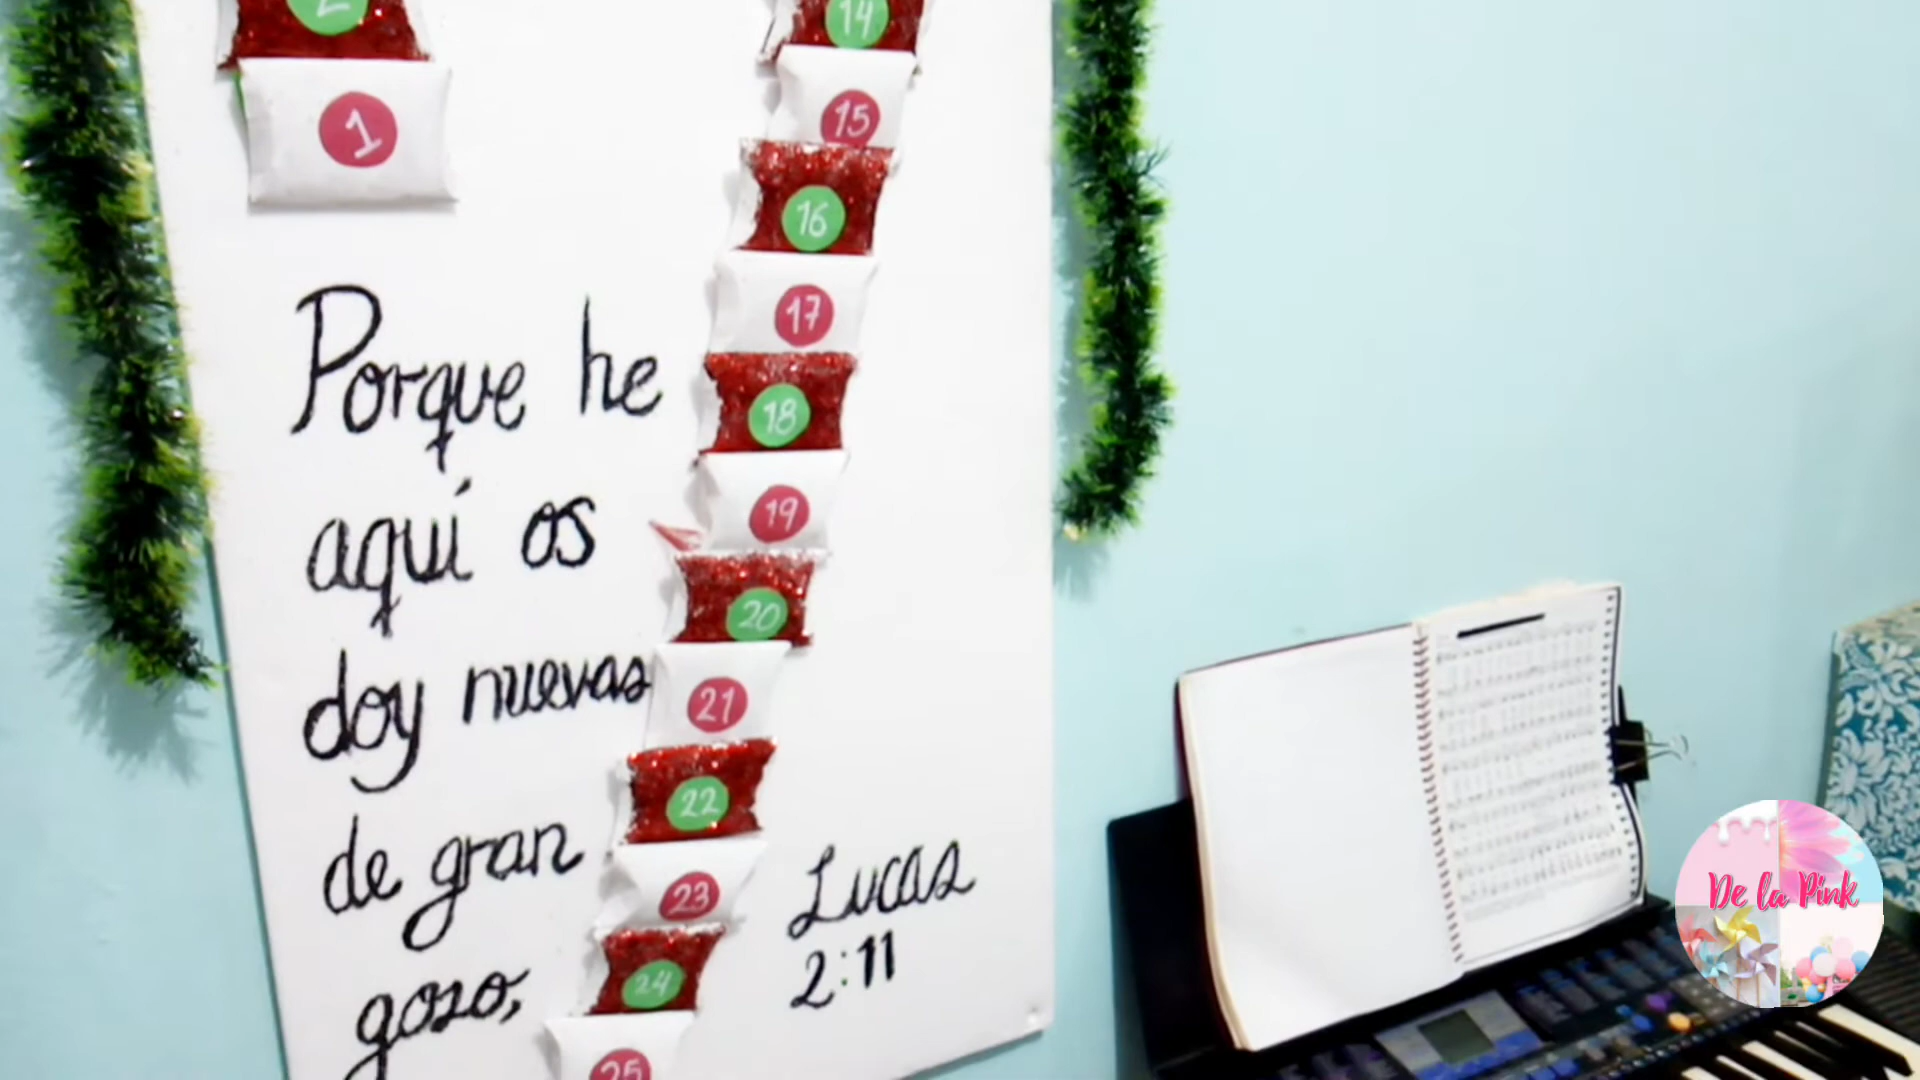 2
1
14
15
16
17
18
19
20
21
22
23
24
25
Porque he
aquí os
doy nuevas
de gran
gozo,
Lucas
2:11
De la Pink